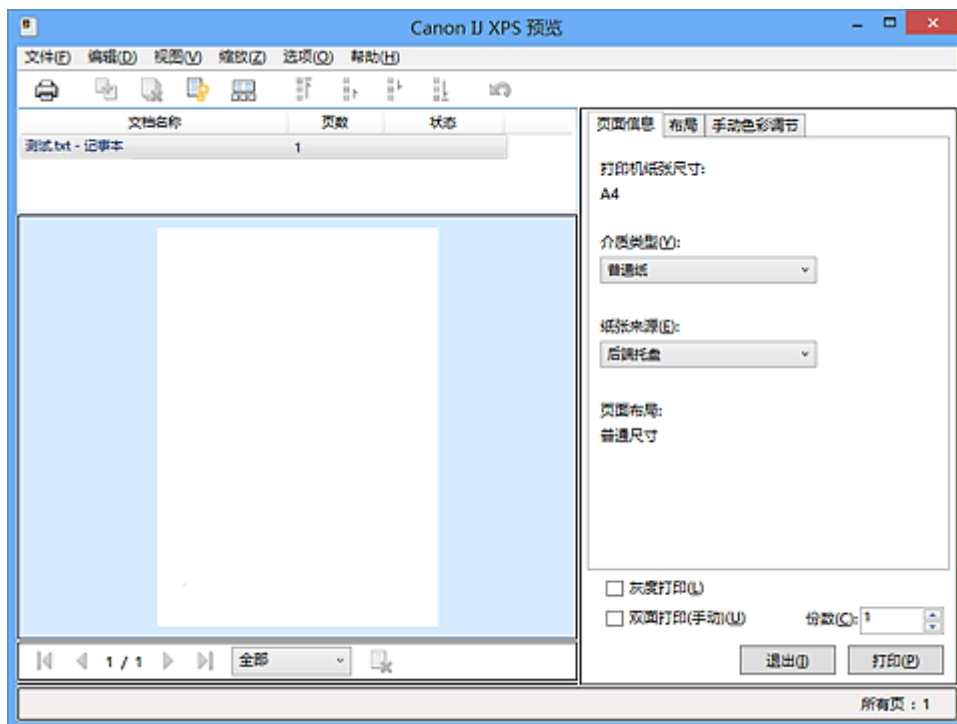 Canon IJ XPS 预览
文件(F) 编辑(D) 视图(V) 缩放(Z) 选项(O) 帮助(H)
文档名称 页数 状态
测试.txt - 记事本 1
页面信息 布局 手动色彩调节
打印机纸张尺寸:
A4
介质类型(Y):
普通纸
纸张来源(E):
后端托盘
页面布局:
普通尺寸
灰度打印(L)
双面打印(手动)(U) 份数(C): 1
1 / 1 全部
退出(I) 打印(P)
所有页：1